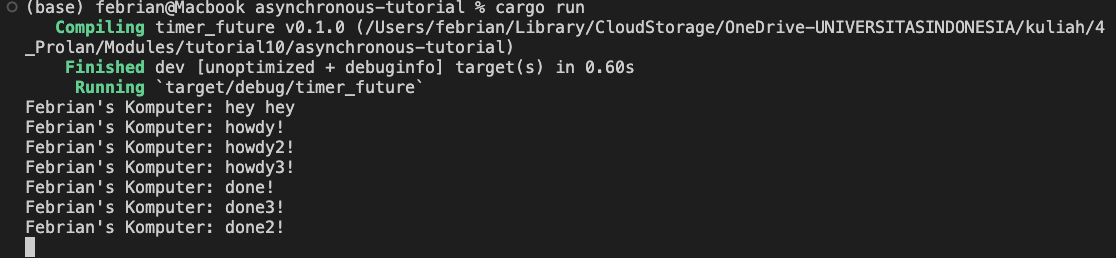 (base) febrian@Macbook asynchronous-tutorial % cargo run
Compiling timer_future v0.1.0 (/Users/febrian/Library/CloudStorage/OneDrive-UNIVERSITASINDONESIA/kuliah/4
_Prolan/Modules/tutorial10/asynchronous-tutorial)
Finished dev [unoptimized + debuginfo] target(s) in 0.60s
Running `target/debug/timer_future`
Febrian's Komputer: hey hey
Febrian's Komputer: howdy!
Febrian's Komputer: howdy2!
Febrian's Komputer: howdy3!
Febrian's Komputer: done!
Febrian's Komputer: done3!
Febrian's Komputer: done2!